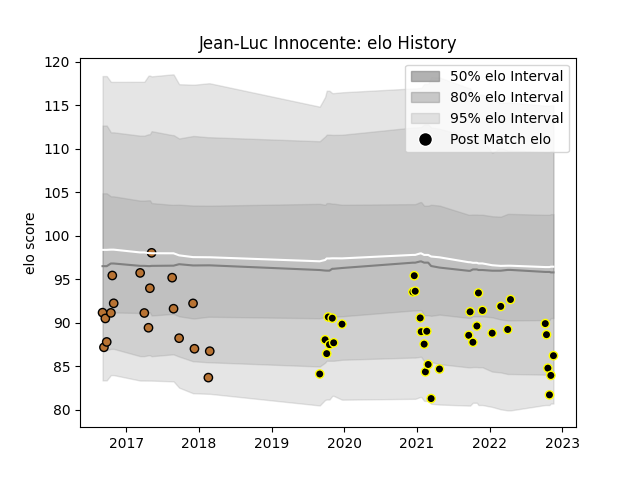 Jean-Luc Innocente: elo History
elo score
120
115
110
105
100
95
90
85
80
50% elo Interval
80% elo Interval
95% elo Interval
Post Match elo
2017 2018 2019 2020 2021 2022 2023